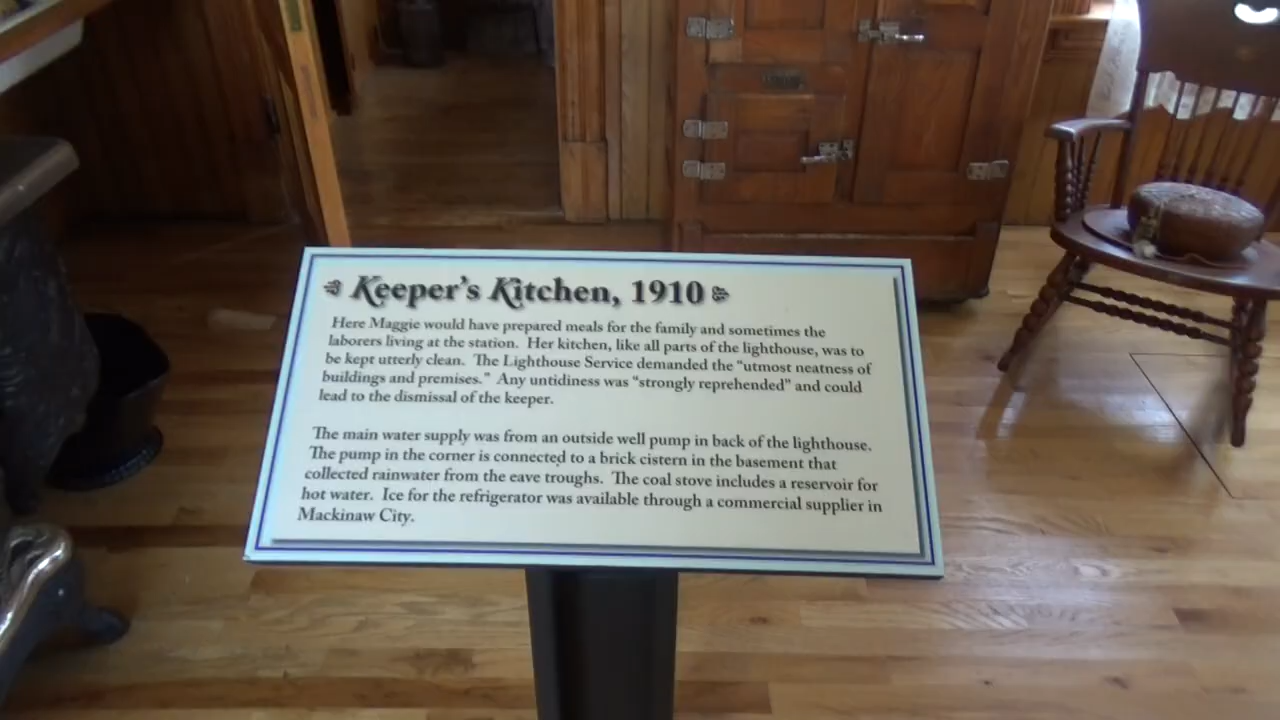 Keeper's Kitchen, 1910
Here Maggie would have prepared meals for the family and sometimes the
laborers living at the station. Her kitchen, like all parts of the lighthouse, was to
be kept utterly clean. The Lighthouse Service demanded the "utmost neatness of
buildings and premises." Any untidiness was "strongly reprehended" and could
lead to the dismissal of the keeper.
The main water supply was from an outside well pump in back of the lighthouse.
The pump in the corner is connected to a brick cistern in the basement that
collected rainwater from the eave troughs. The coal stove includes a reservoir for
hot water. Ice for the refrigerator was available through a commercial supplier in
Mackinaw City.